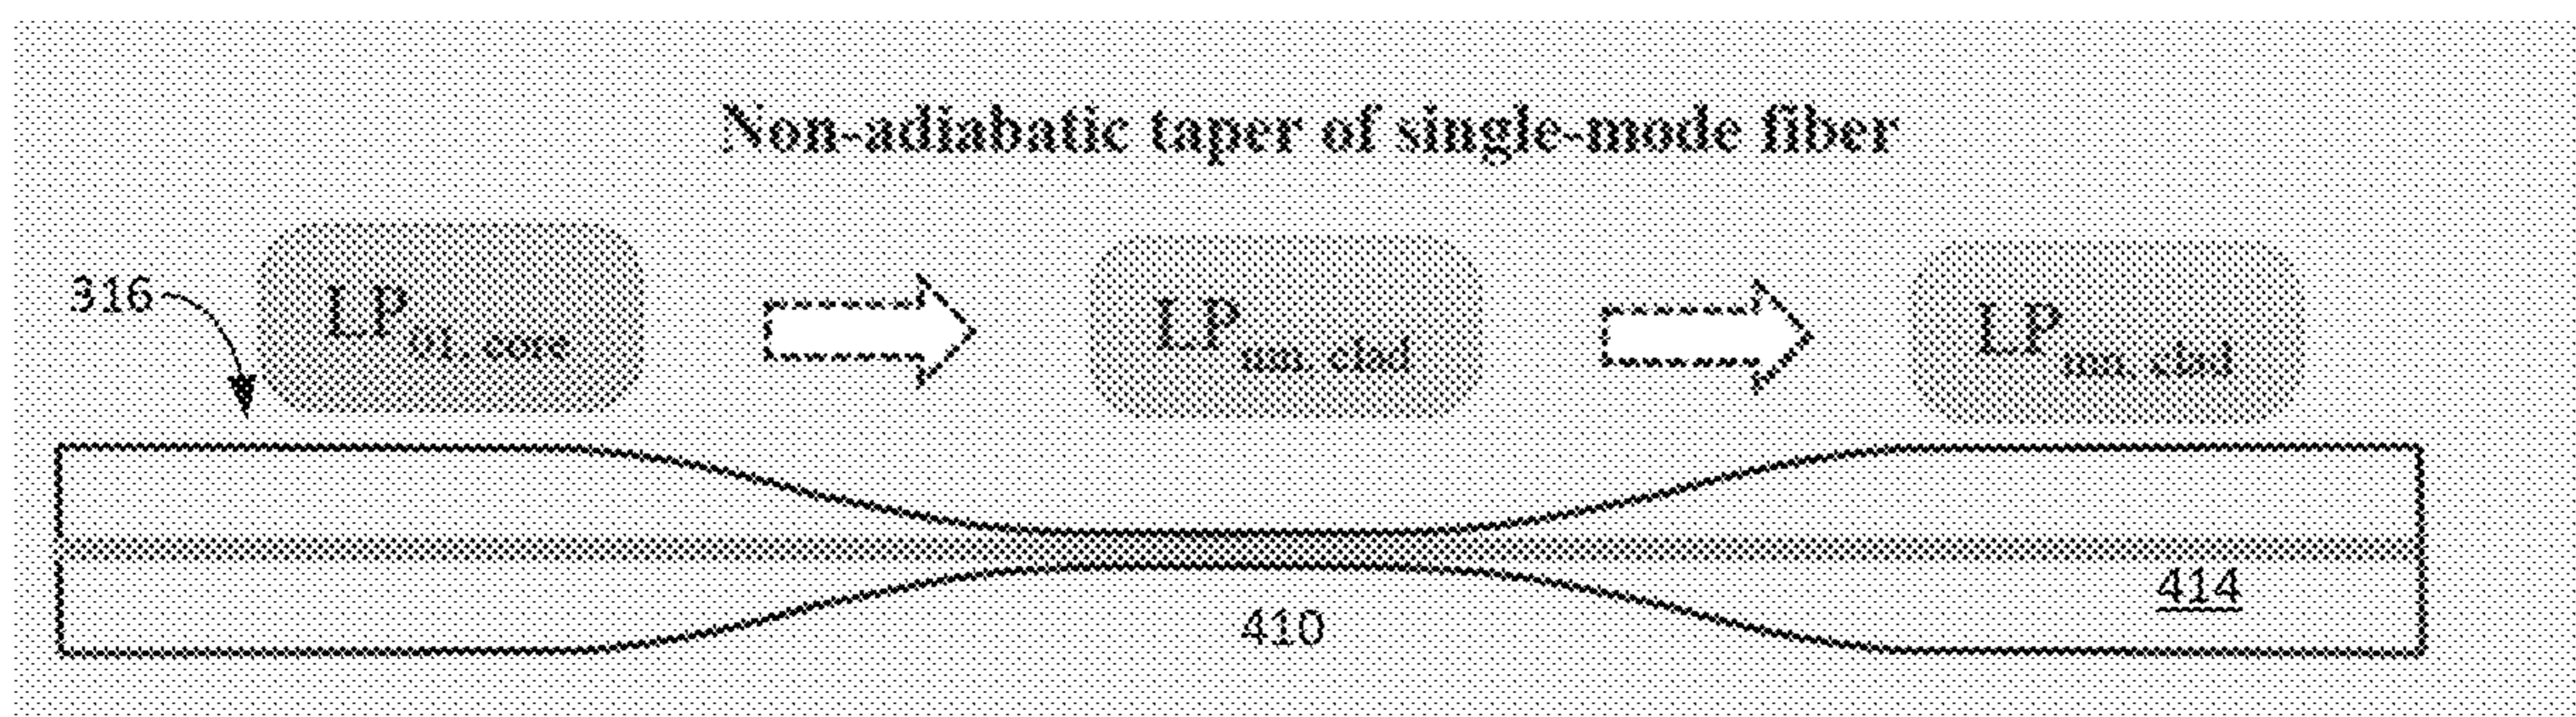 Non-adiabatic taper of single-mode fiber
316
LP01, core
LPnm, clad
LPnm, clad
414
410